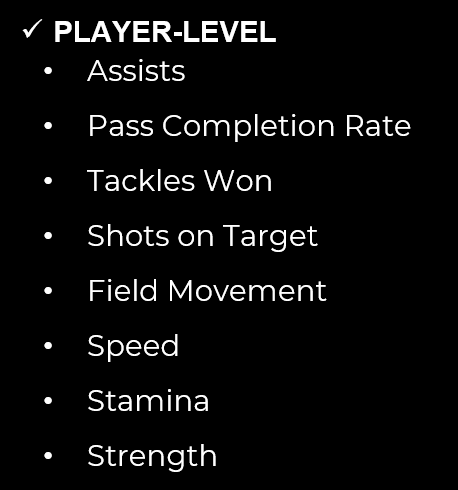 ✓ PLAYER-LEVEL
• Assists
• Pass Completion Rate
• Tackles Won
• Shots on Target
• Field Movement
• Speed
• Stamina
• Strength